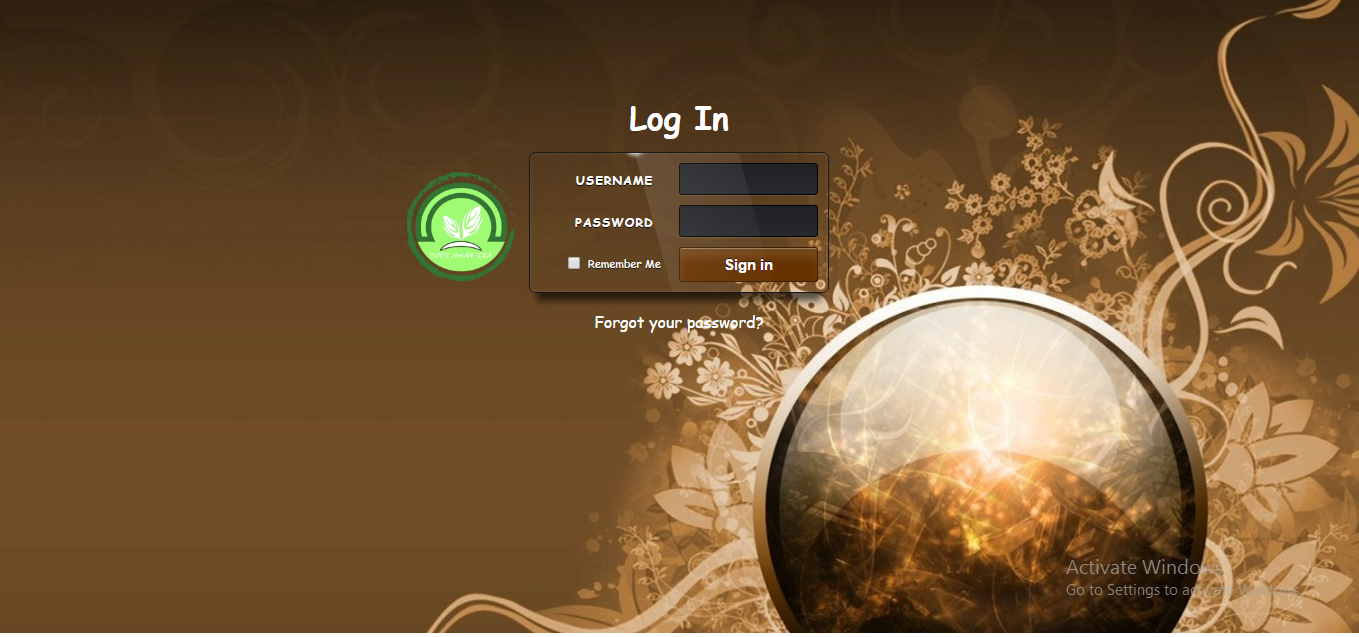 Log In
USERNAME
PASSWORD
Remember Me
Sign in
Forgot your password?
Activate Windows
Go to Settings to activate Windows.